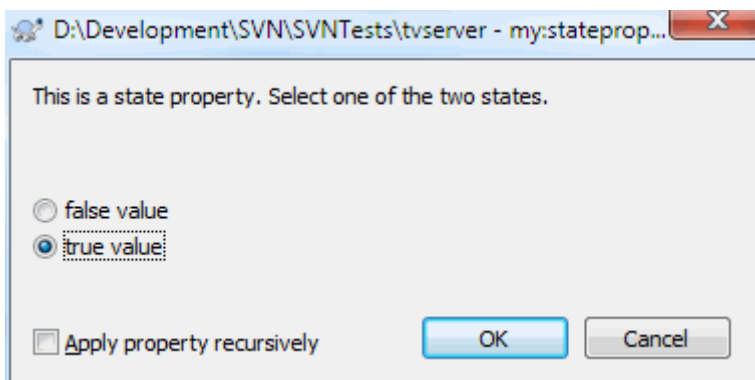 D:\Development\SVN\SVNTests\tvserver - my:stateprop...
This is a state property. Select one of the two states.
false value
true value
Apply property recursively
OK
Cancel